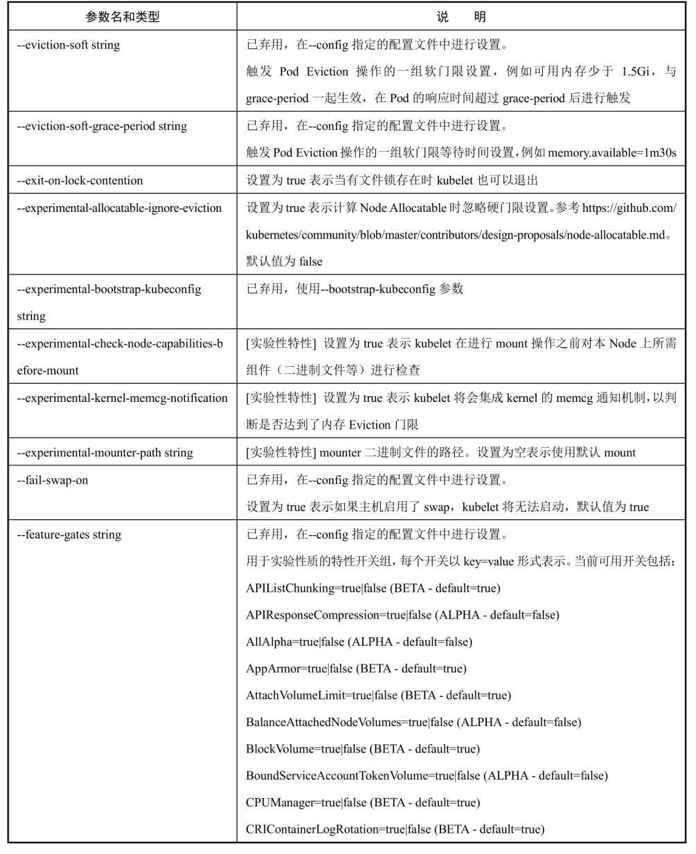 参数名和类型
说 明
--eviction-soft string
已弃用，在--config 指定的配置文件中进行设置。
触发 Pod Eviction 操作的一组软门限设置，例如可用内存少于 1.5Gi，与
grace-period 一起生效，在 Pod 的响应时间超过 grace-period 后进行触发
--eviction-soft-grace-period string
已弃用，在--config 指定的配置文件中进行设置。
触发 Pod Eviction 操作的一组软门限等待时间设置，例如 memory.available=1m30s
--exit-on-lock-contention
设置为 true 表示当有文件锁存在时 kubelet 也可以退出
--experimental-allocatable-ignore-eviction
设置为 true 表示计算 Node Allocatable 时忽略硬门限设置。参考 https://github.com/
kubernetes/community/blob/master/contributors/design-proposals/node-allocatable.md。
默认值为 false
--experimental-bootstrap-kubeconfig
string
已弃用，使用--bootstrap-kubeconfig 参数
--experimental-check-node-capabilities-b
efore-mount
[实验性特性] 设置为 true 表示 kubelet 在进行 mount 操作之前对本 Node 上所需
组件（二进制文件等）进行检查
--experimental-kernel-memcg-notification
[实验性特性] 设置为 true 表示 kubelet 将会集成 kernel 的 memcg 通知机制，以判
断是否达到了内存 Eviction 门限
--experimental-mounter-path string
[实验性特性] mounter 二进制文件的路径。设置为空表示使用默认 mount
--fail-swap-on
已弃用，在--config 指定的配置文件中进行设置。
设置为 true 表示如果主机启用了 swap，kubelet 将无法启动，默认值为 true
--feature-gates string
已弃用，在--config 指定的配置文件中进行设置。
用于实验性质的特性开关组，每个开关以 key=value 形式表示。当前可用开关包括：
APIListChunking=true|false (BETA - default=true)
APIResponseCompression=true|false (ALPHA - default=false)
AllAlpha=true|false (ALPHA - default=false)
AppArmor=true|false (BETA - default=true)
AttachVolumeLimit=true|false (BETA - default=true)
BalanceAttachedNodeVolumes=true|false (ALPHA - default=false)
BlockVolume=true|false (BETA - default=true)
BoundServiceAccountTokenVolume=true|false (ALPHA - default=false)
CPUManager=true|false (BETA - default=true)
CRIContainerLogRotation=true|false (BETA - default=true)